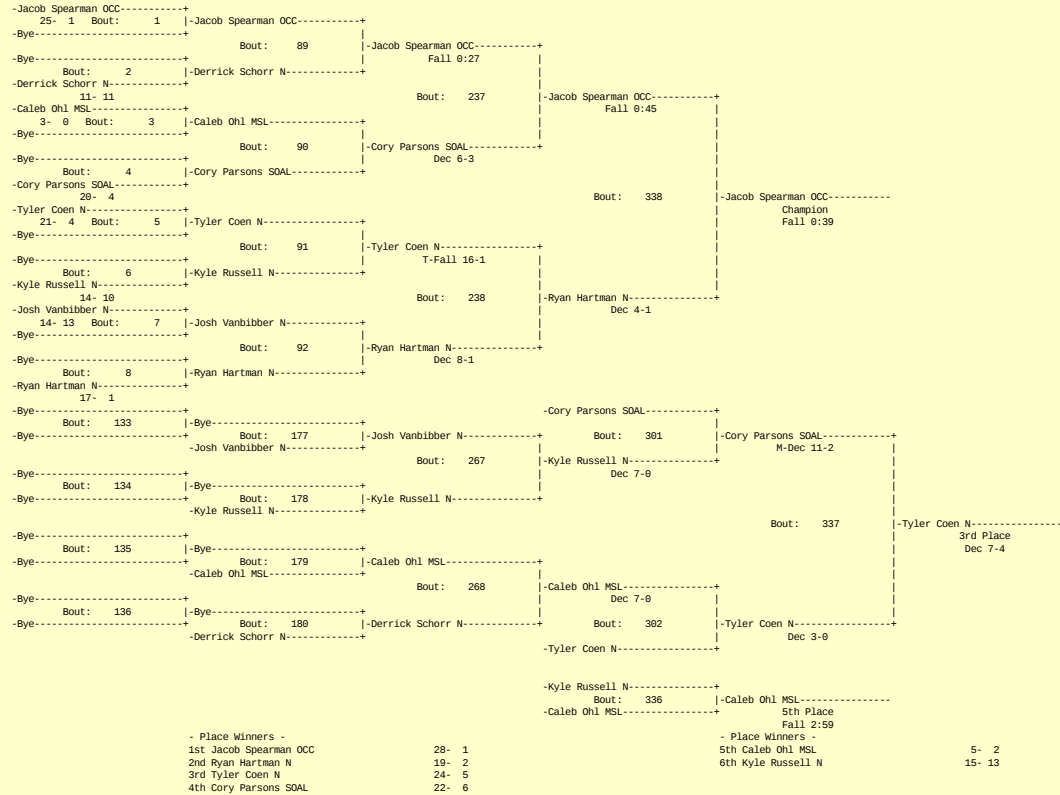 -Jacob Spearman OCC-----------+
25-  1  Bout:      1  |-Jacob Spearman OCC-----------+
-Bye--------------------------+                              |
Bout:     89  |-Jacob Spearman OCC-----------+
-Bye--------------------------+                              |          Fall 0:27          |
Bout:      2  |-Derrick Schorr N-------------+                              |
-Derrick Schorr N-------------+
11- 11                                        Bout:    237  |-Jacob Spearman OCC-----------+
-Caleb Ohl MSL----------------+                                        |          Fall 0:45          |
3-  0  Bout:      3  |-Caleb Ohl MSL----------------+
-Bye--------------------------+                              |
Bout:     90  |-Cory Parsons SOAL------------+
-Bye--------------------------+                              |          Dec 6-3
Bout:      4  |-Cory Parsons SOAL------------+
-Cory Parsons SOAL------------+
20-  4                                        Bout:    338  |-Jacob Spearman OCC-----------
-Tyler Coen N-----------------+                                        |          Champion
21-  4  Bout:      5  |-Tyler Coen N-----------------+                                        |          Fall 0:39
-Bye--------------------------+                              |
Bout:     91  |-Tyler Coen N-----------------+
-Bye--------------------------+                              |          T-Fall 16-1          |
Bout:      6  |-Kyle Russell N---------------+
-Kyle Russell N---------------+
14- 10                                        Bout:    238  |-Ryan Hartman N---------------+
-Josh Vanbibber N-------------+                                        |          Dec 4-1
14- 13  Bout:      7  |-Josh Vanbibber N-------------+
-Bye--------------------------+                              |
Bout:     92  |-Ryan Hartman N---------------+
-Bye--------------------------+                              |          Dec 8-1
Bout:      8  |-Ryan Hartman N---------------+
-Ryan Hartman N---------------+
17-  1
-Bye--------------------------+                                        -Cory Parsons SOAL------------+
Bout:    133  |-Bye--------------------------+
-Bye--------------------------+          Bout:    177  |-Josh Vanbibber N-------------+          Bout:    301  |-Cory Parsons SOAL------------+
-Josh Vanbibber N-------------+                                        |          M-Dec 11-2          |
Bout:    267  |-Kyle Russell N---------------+
-Bye--------------------------+                                        |          Dec 7-0
Bout:    134  |-Bye--------------------------+
-Bye--------------------------+          Bout:    178  |-Kyle Russell N---------------+
-Kyle Russell N---------------+
Bout:    337  |-Tyler Coen N-----------------
-Bye--------------------------+                                        |          3rd Place
Bout:    135  |-Bye--------------------------+                                        |          Dec 7-4
-Bye--------------------------+          Bout:    179  |-Caleb Ohl MSL----------------+
-Caleb Ohl MSL----------------+
Bout:    268  |-Caleb Ohl MSL----------------+
-Bye--------------------------+                                        |          Dec 7-0
Bout:    136  |-Bye--------------------------+
-Bye--------------------------+          Bout:    180  |-Derrick Schorr N-------------+          Bout:    302  |-Tyler Coen N-----------------+
-Derrick Schorr N-------------+                                        |          Dec 3-0
-Tyler Coen N-----------------+
-Kyle Russell N---------------+
Bout:    336  |-Caleb Ohl MSL----------------
-Caleb Ohl MSL----------------+          5th Place
Fall 2:59
- Place Winners -                                        - Place Winners -
1st Jacob Spearman OCC          28-  1          5th Caleb Ohl MSL          5-  2
2nd Ryan Hartman N          19-  2          6th Kyle Russell N          15- 13
3rd Tyler Coen N          24-  5
4th Cory Parsons SOAL          22-  6